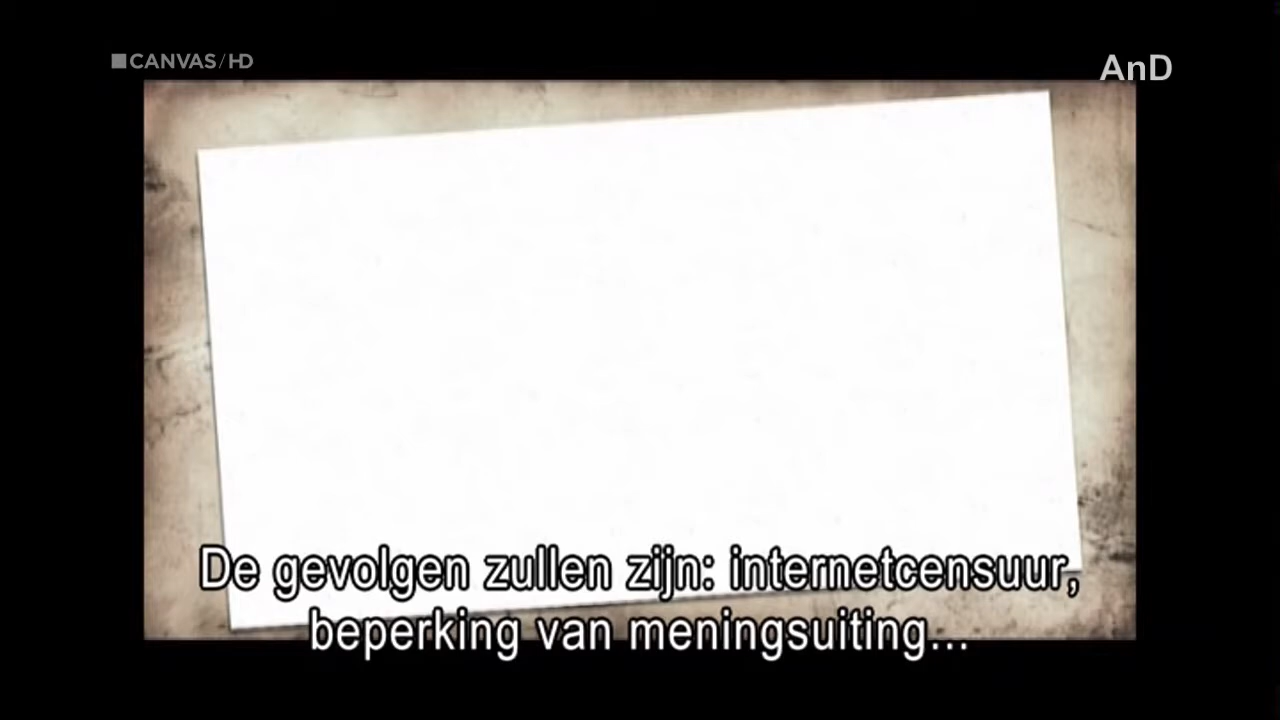 CANVAS/HD
AnD
De gevolgen zullen zijn: internetcensuur,
beperking van meningsuiting...